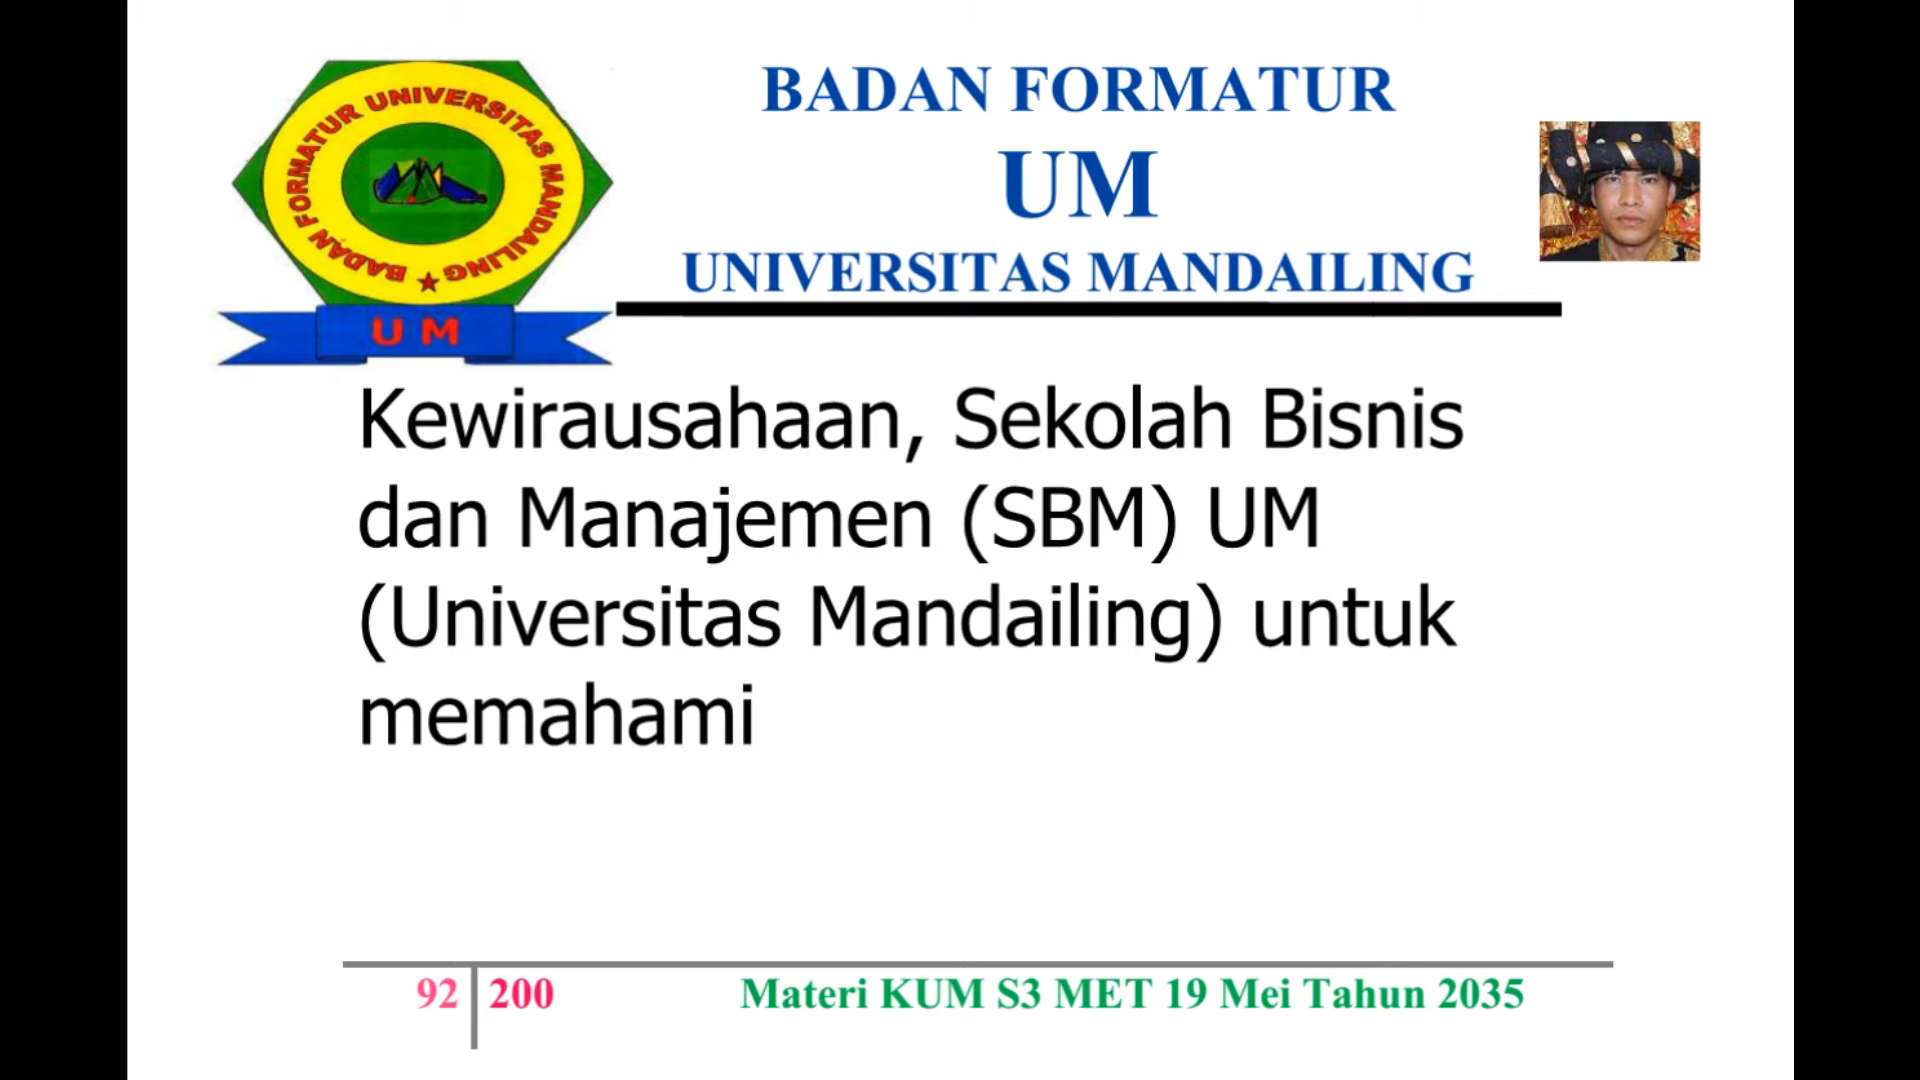 BADAN FORMATUR UNIVERSITAS MANDAILING
UM
BADAN FORMATUR
UM
UNIVERSITAS MANDAILING
Kewirausahaan, Sekolah Bisnis
dan Manajemen (SBM) UM
(Universitas Mandailing) untuk
memahami
92 200 Materi KUM S3 MET 19 Mei Tahun 2035